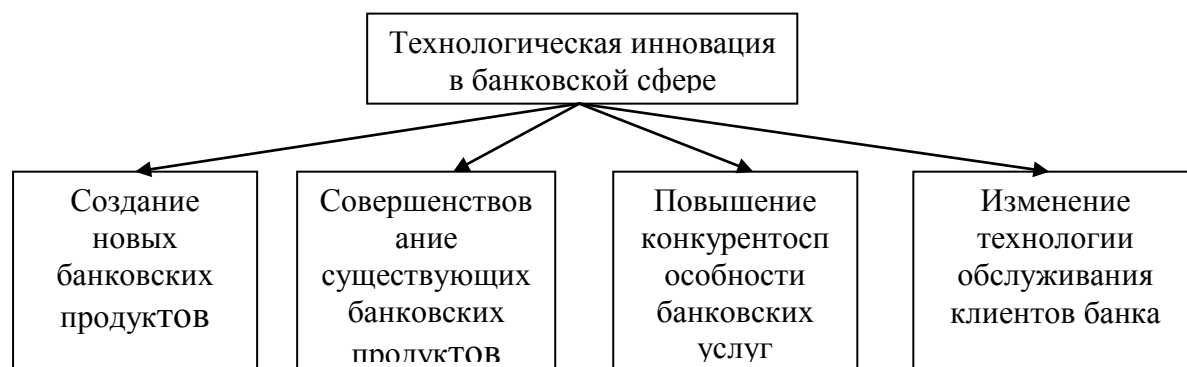 Технологическая инновация
в банковской сфере
Создание
новых
банковских
продуктов
Совершенствов
ание
существующих
банковских
продуктов
Повышение
конкурентосп
особности
банковских
услуг
Изменение
технологии
обслуживания
клиентов банка